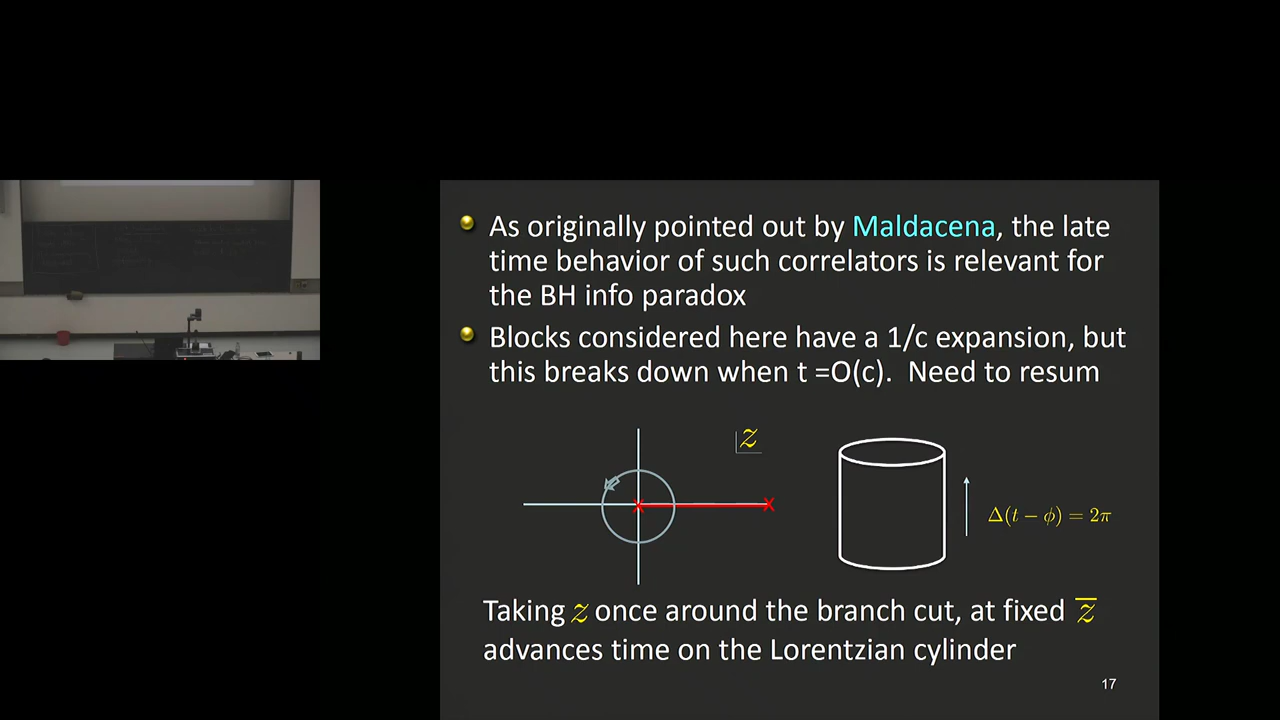 As originally pointed out by Maldacena, the late
time behavior of such correlators is relevant for
the BH info paradox
Blocks considered here have a 1/c expansion, but
this breaks down when t =O(c). Need to resum
z
Δ(t − ϕ) = 2π
Taking z once around the branch cut, at fixed z̅
advances time on the Lorentzian cylinder
17